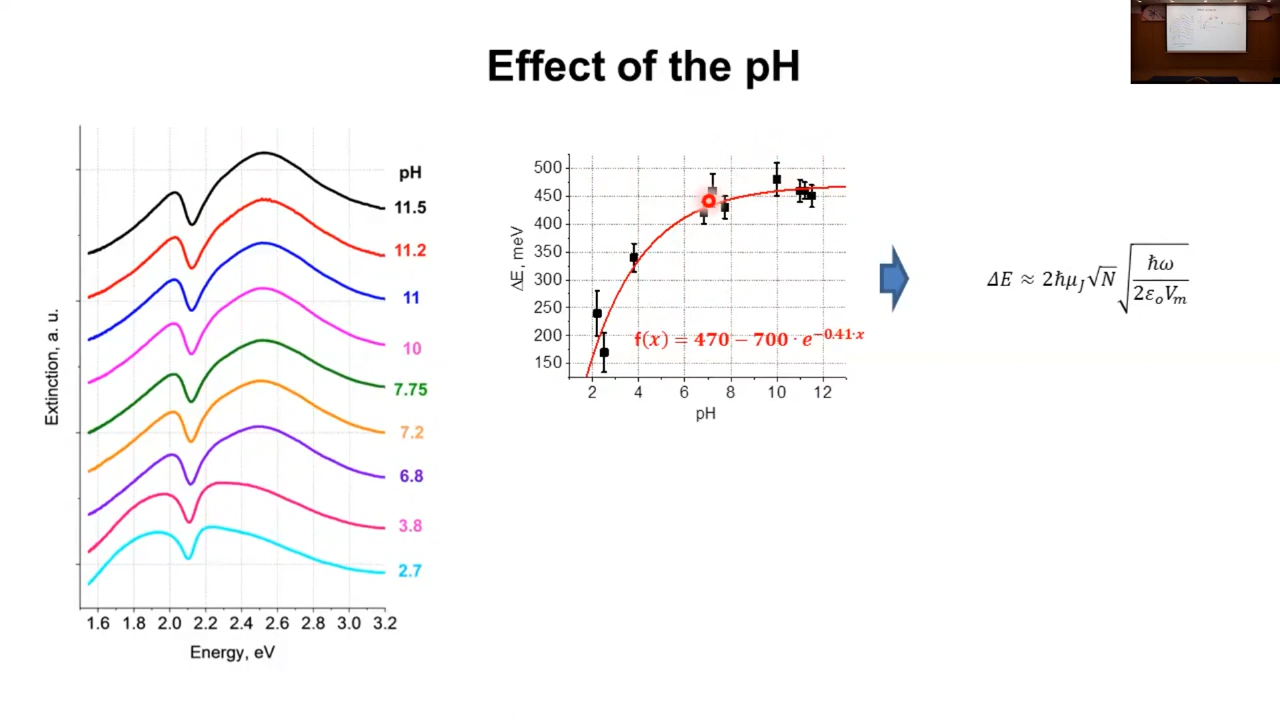 Effect of the pH
pH
11.5
11.2
11
10
7.75
7.2
6.8
3.8
2.7
Extinction, a. u.
1.6 1.8 2.0 2.2 2.4 2.6 2.8 3.0 3.2
Energy, eV
500
450
400
350
300
250
200
150
ΔE, meV
f(x) = 470 − 700 · e^{−0.41·x}
2 4 6 8 10 12
pH
ΔE ≈ 2ℏμ_J √N √(ℏω / 2ε_o V_m)